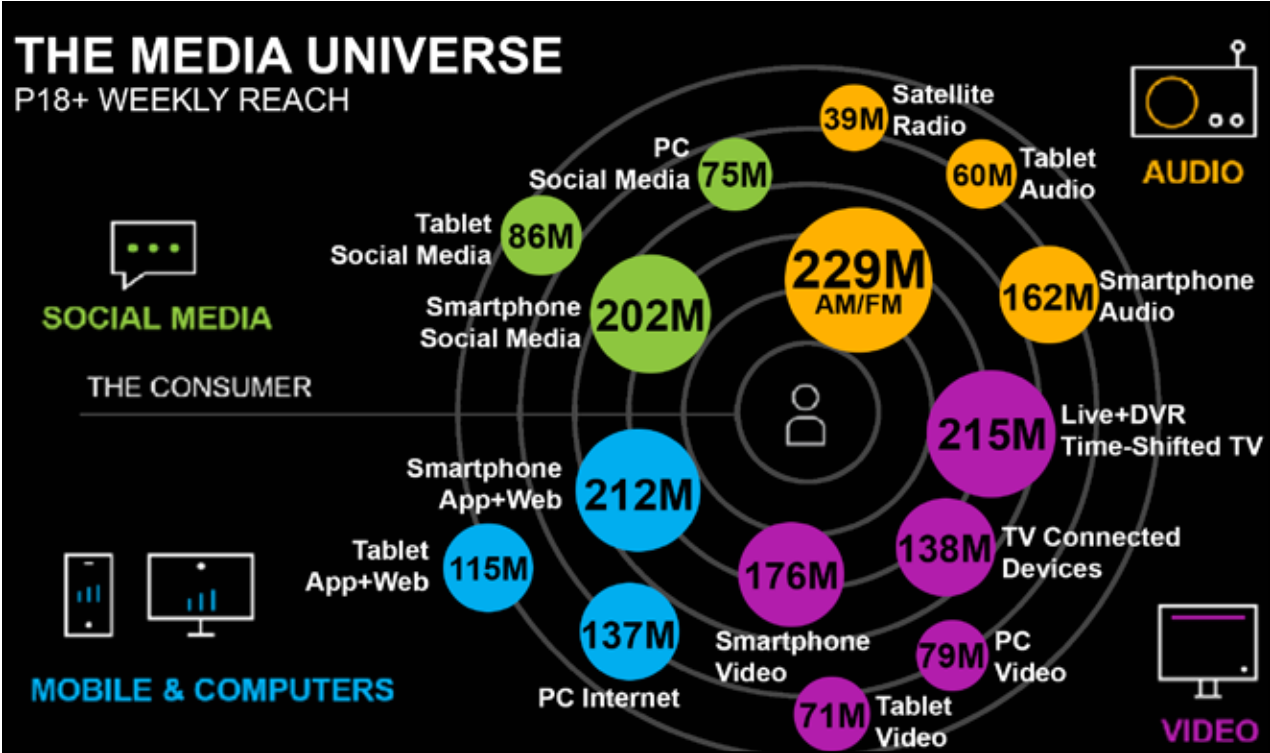 THE MEDIA UNIVERSE
P18+ WEEKLY REACH
39M
Satellite
Radio
60M
Tablet
Audio
AUDIO
PC
Social Media
75M
Tablet
Social Media
86M
SOCIAL MEDIA
Smartphone
Social Media
202M
229M
AM/FM
162M
Smartphone
Audio
THE CONSUMER
215M
Live+DVR
Time-Shifted TV
Smartphone
App+Web
212M
Tablet
App+Web
115M
176M
Smartphone
Video
138M
TV Connected
Devices
137M
PC Internet
79M
PC
Video
71M
Tablet
Video
MOBILE & COMPUTERS
VIDEO